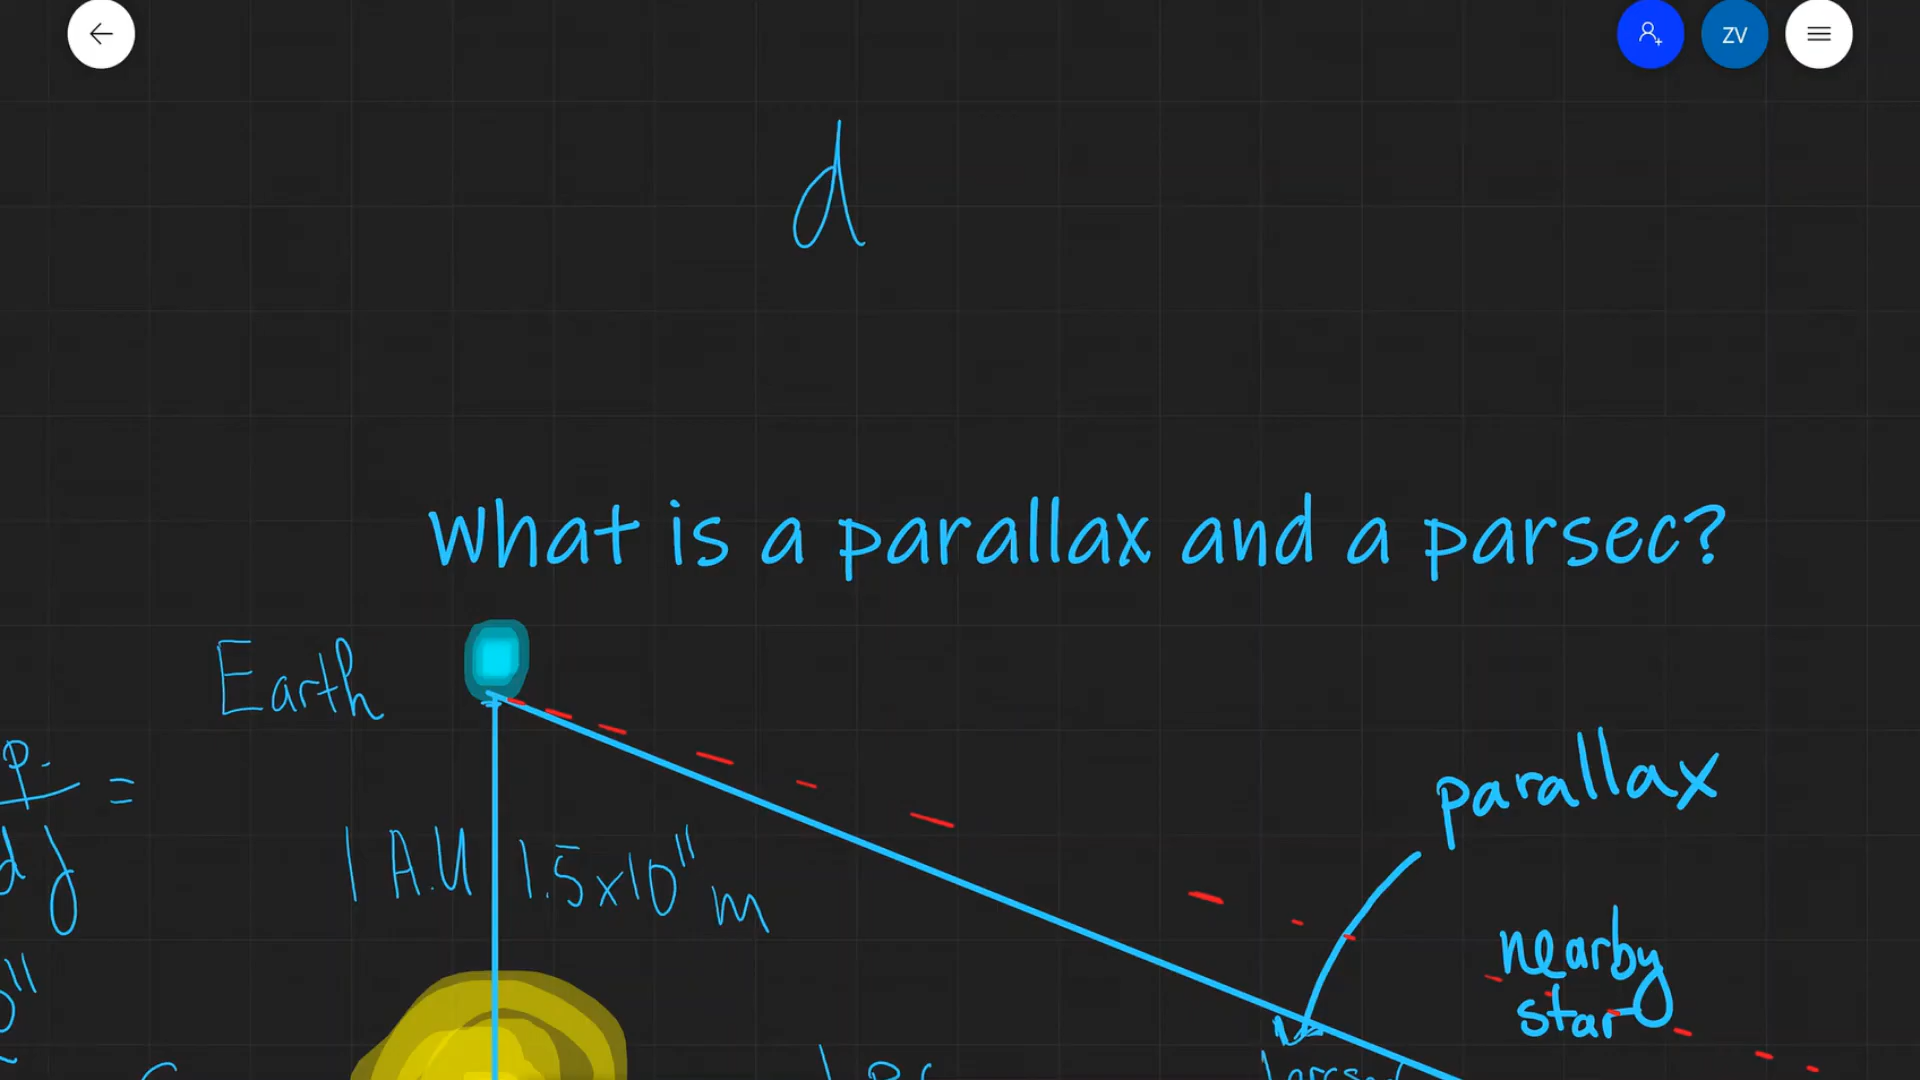 ZV
d
What is a parallax and a parsec?
Earth
P.
=
parallax
1 A.U 1.5x10¹¹ m
nearby
star